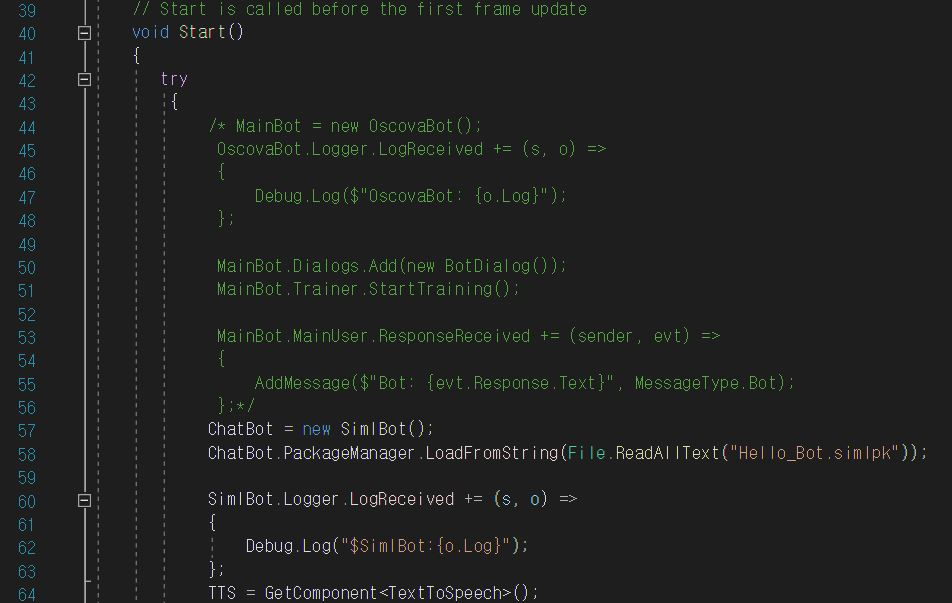 39 // Start is called before the first frame update
40 void Start()
41 {
42 try
43 {
44 /* MainBot = new OscovaBot();
45 OscovaBot.Logger.LogReceived += (s, o) =>
46 {
47 Debug.Log($"OscovaBot: {o.Log}");
48 };
49
50 MainBot.Dialogs.Add(new BotDialog());
51 MainBot.Trainer.StartTraining();
52
53 MainBot.MainUser.ResponseReceived += (sender, evt) =>
54 {
55 AddMessage($"Bot: {evt.Response.Text}", MessageType.Bot);
56 };*/
57 ChatBot = new SimlBot();
58 ChatBot.PackageManager.LoadFromString(File.ReadAllText("Hello_Bot.simlpk"));
59
60 SimlBot.Logger.LogReceived += (s, o) =>
61 {
62 Debug.Log("$SimlBot:{o.Log}");
63 };
64 TTS = GetComponent<TextToSpeech>();